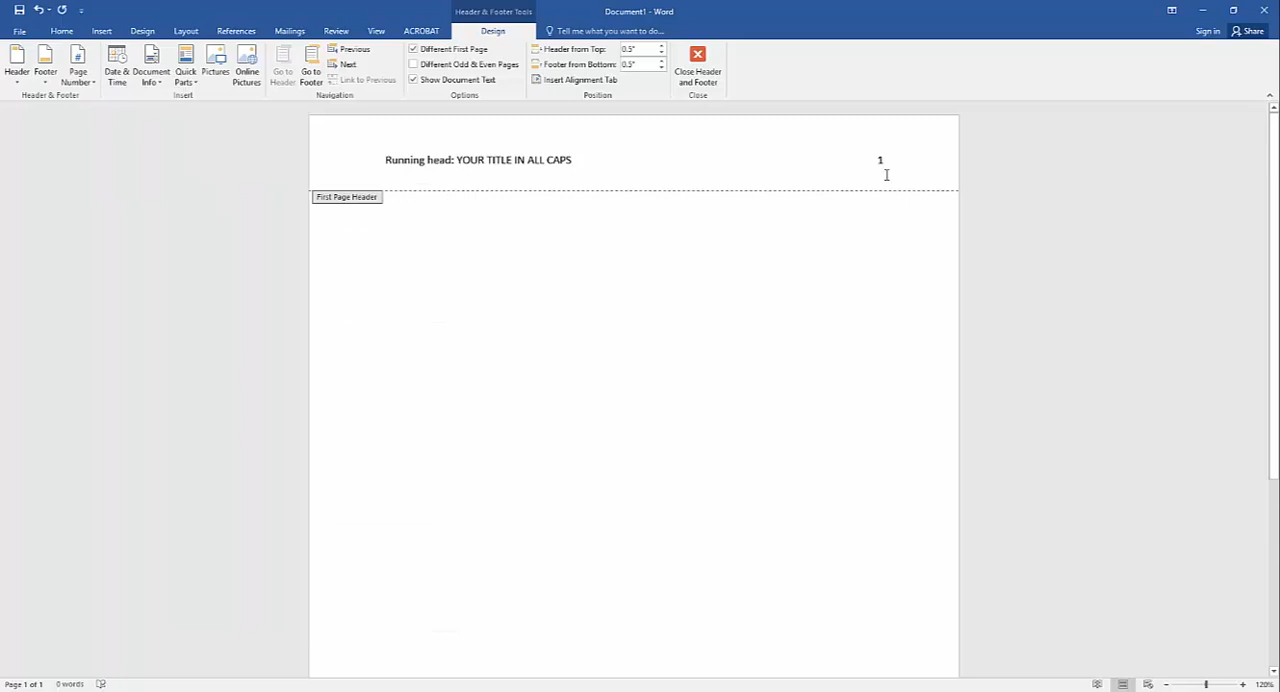 Header & Footer Tools
Document1 - Word
File Home Insert Design Layout References Mailings Review View ACROBAT Design Tell me what you want to do... Sign in Share
Header Footer Page Number
Header & Footer
Date & Time Document Info Quick Parts Pictures Online Pictures
Insert
Go to Header Go to Footer Previous Next Link to Previous
Navigation
Different First Page
Different Odd & Even Pages
Show Document Text
Options
Header from Top: 0.5"
Footer from Bottom: 0.5"
Insert Alignment Tab
Position
Close Header and Footer
Close
Running head: YOUR TITLE IN ALL CAPS 1
First Page Header
Page 1 of 1 0 words 120%